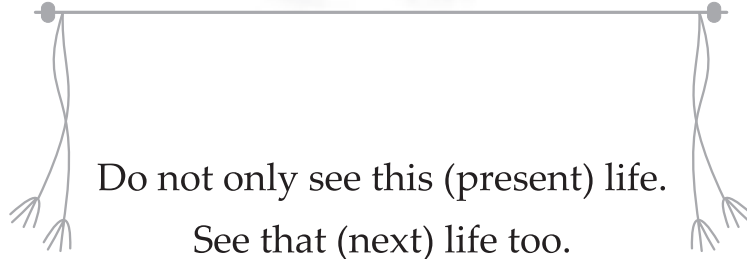 Do not only see this (present) life.
See that (next) life too.